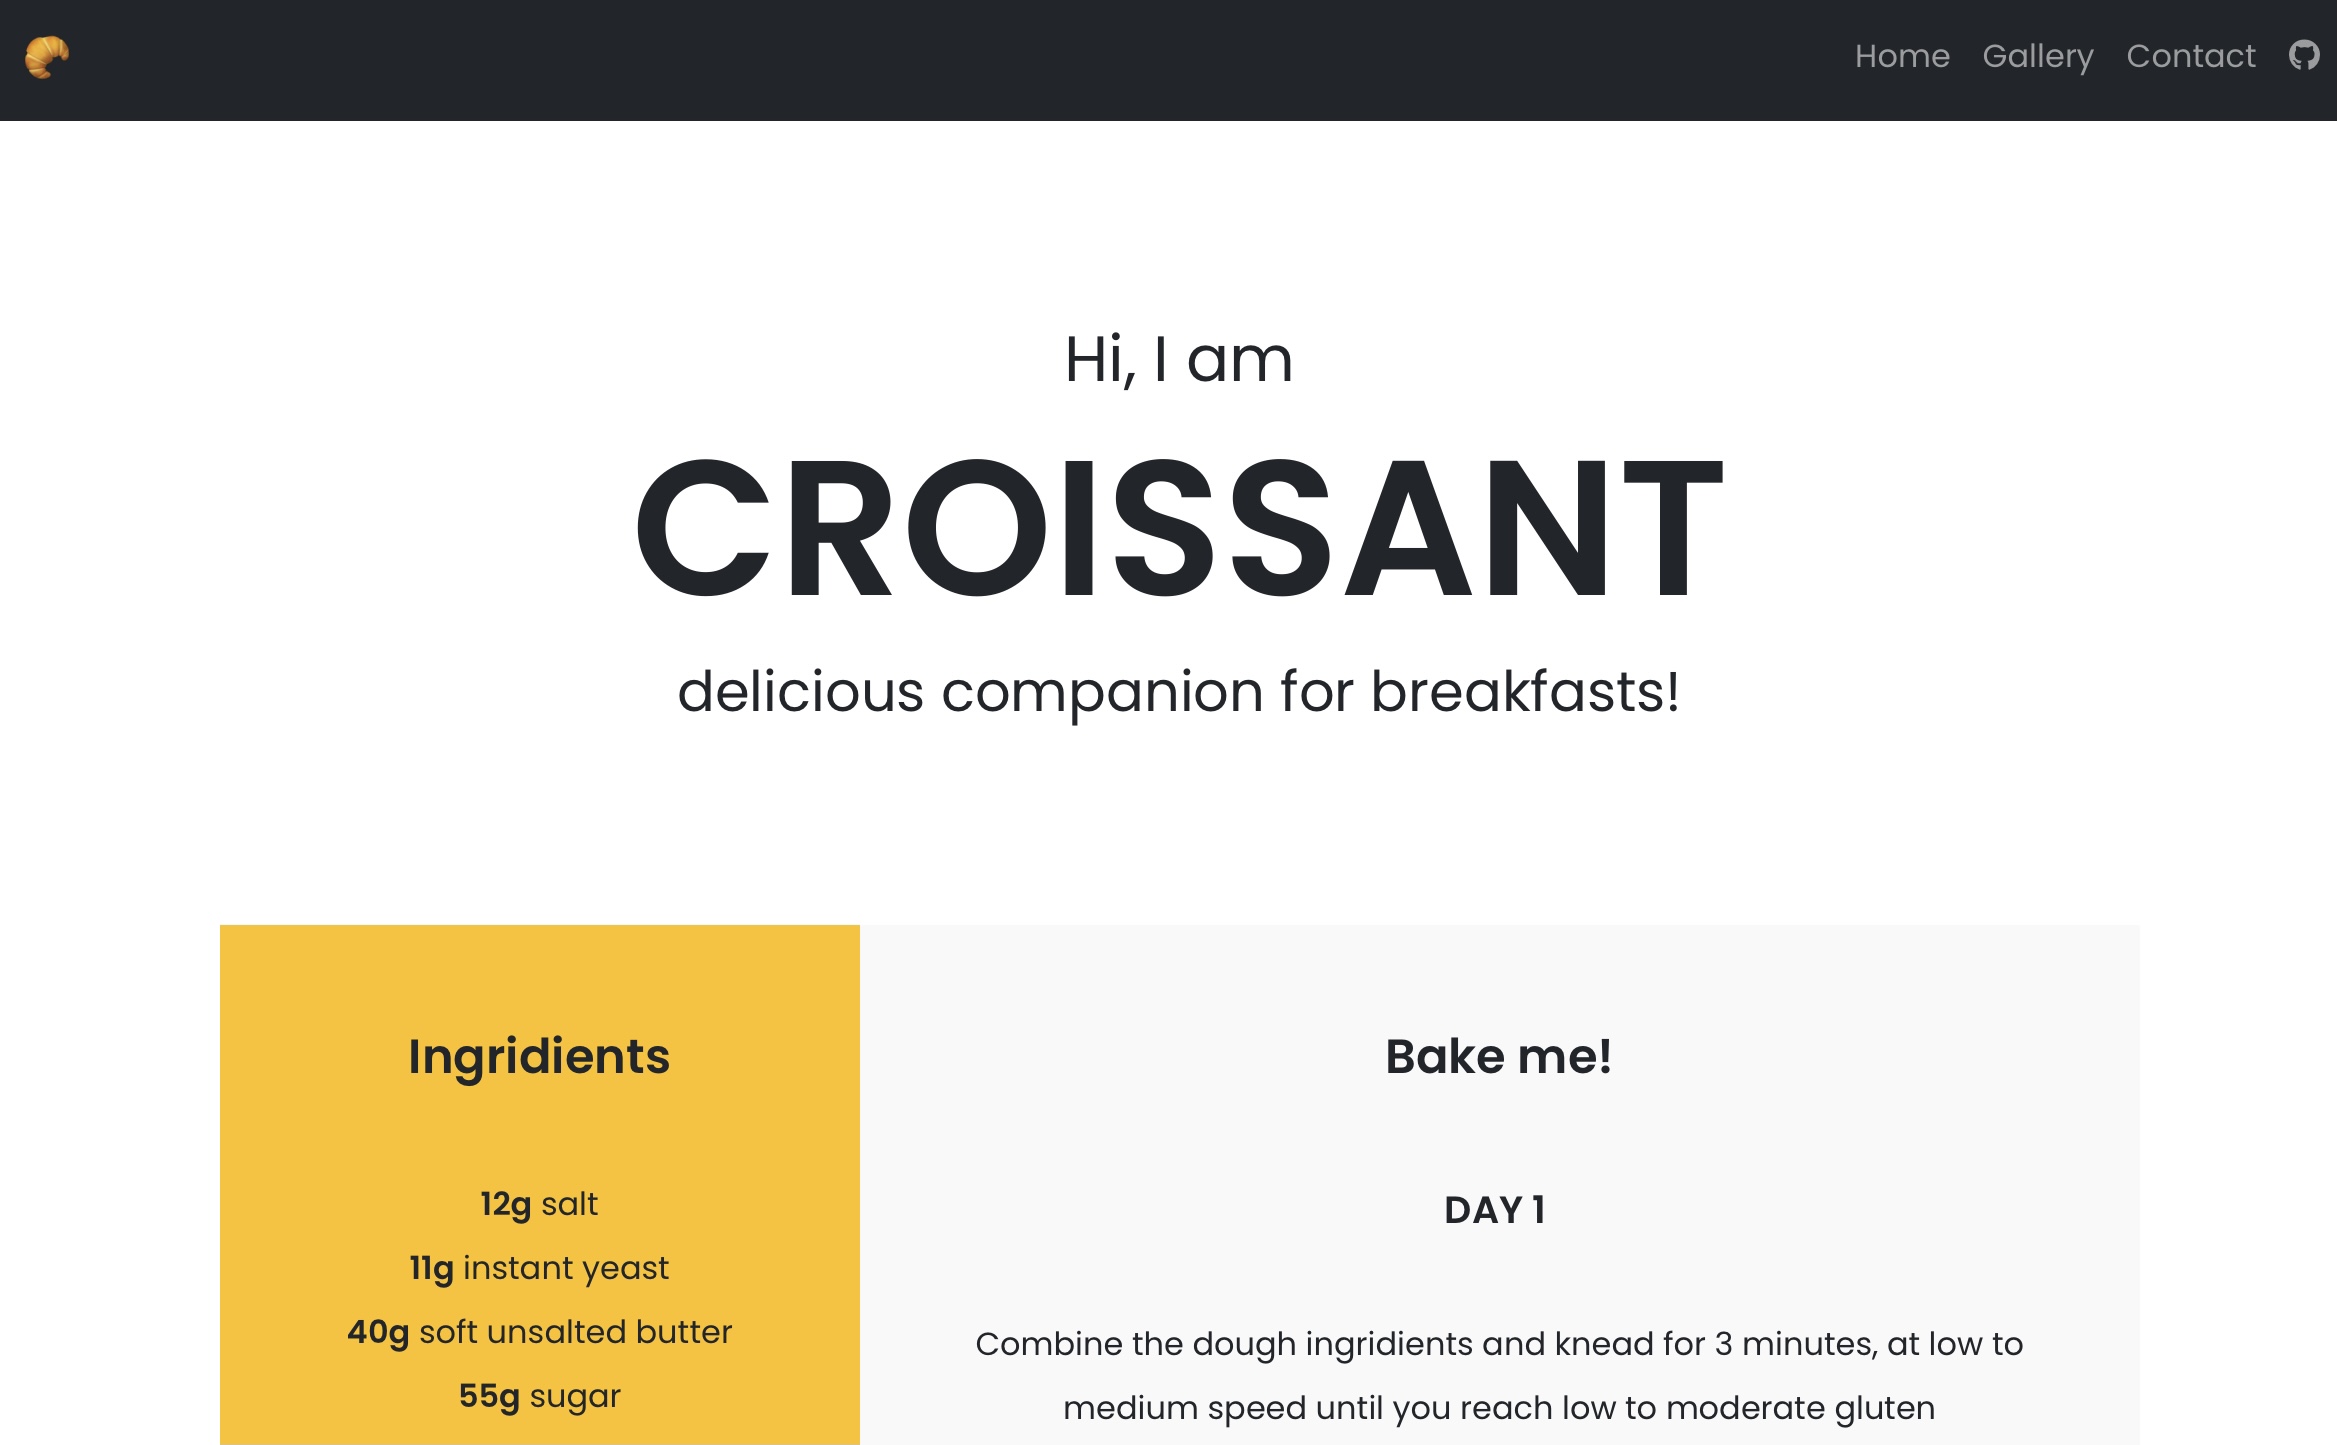 Home Gallery Contact
Hi, I am
CROISSANT
delicious companion for breakfasts!
Ingridients
12g salt
11g instant yeast
40g soft unsalted butter
55g sugar
Bake me!
DAY 1
Combine the dough ingridients and knead for 3 minutes, at low to
medium speed until you reach low to moderate gluten